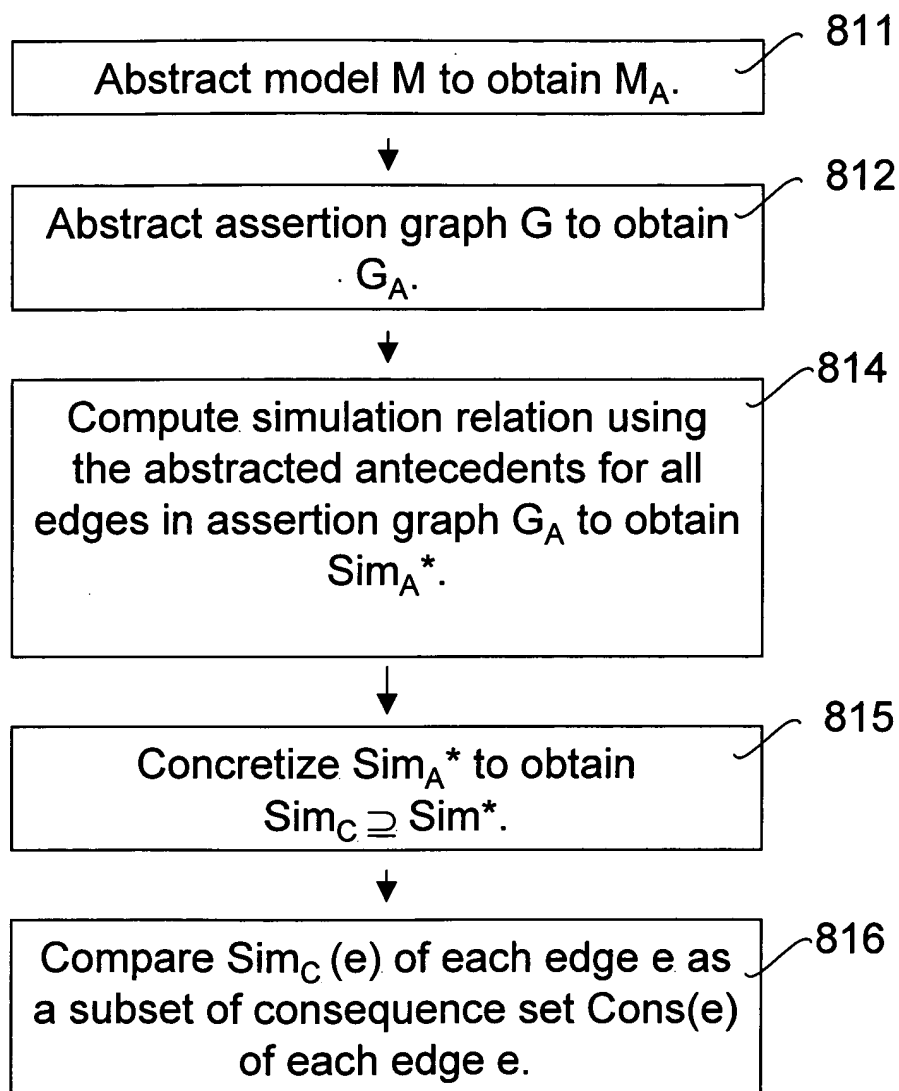 811
Abstract model M to obtain M_A.
812
Abstract assertion graph G to obtain
G_A.
814
Compute simulation relation using
the abstracted antecedents for all
edges in assertion graph G_A to obtain
Sim_A*.
815
Concretize Sim_A* to obtain
Sim_C ⊇ Sim*.
816
Compare Sim_C (e) of each edge e as
a subset of consequence set Cons(e)
of each edge e.